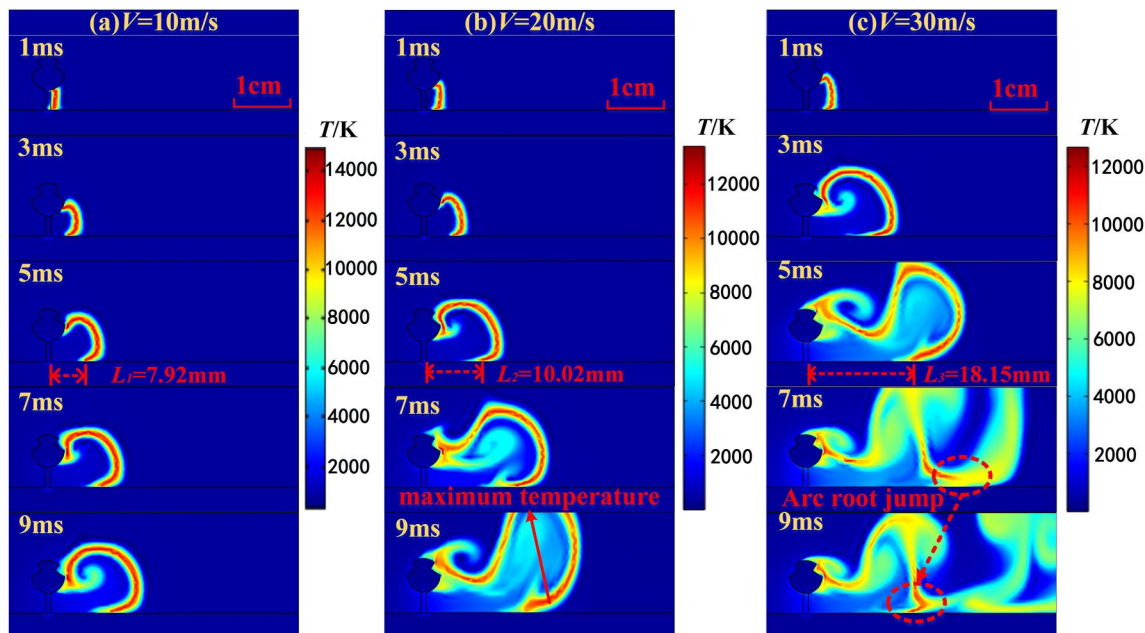 (a)V=10m/s
1ms
1cm
3ms
5ms
L1=7.92mm
7ms
9ms
T/K
14000
12000
10000
8000
6000
4000
2000
(b)V=20m/s
1ms
1cm
3ms
5ms
L2=10.02mm
7ms
maximum temperature
9ms
T/K
12000
10000
8000
6000
4000
2000
(c)V=30m/s
1ms
1cm
3ms
5ms
L3=18.15mm
7ms
Arc root jump
9ms
T/K
12000
10000
8000
6000
4000
2000